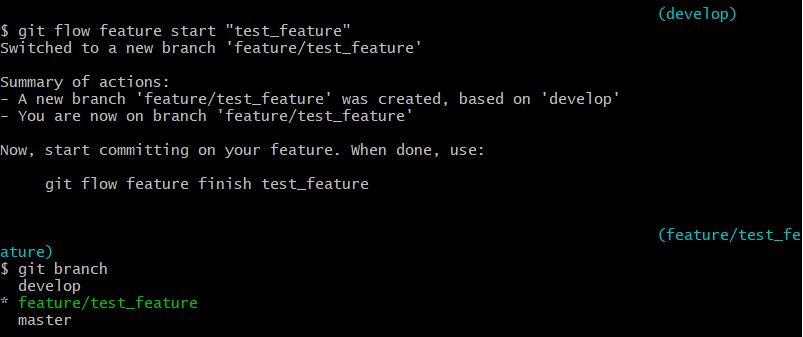 (develop)
$ git flow feature start "test_feature"
Switched to a new branch 'feature/test_feature'
Summary of actions:
- A new branch 'feature/test_feature' was created, based on 'develop'
- You are now on branch 'feature/test_feature'
Now, start committing on your feature. When done, use:
git flow feature finish test_feature
(feature/test_fe
ature)
$ git branch
develop
* feature/test_feature
master